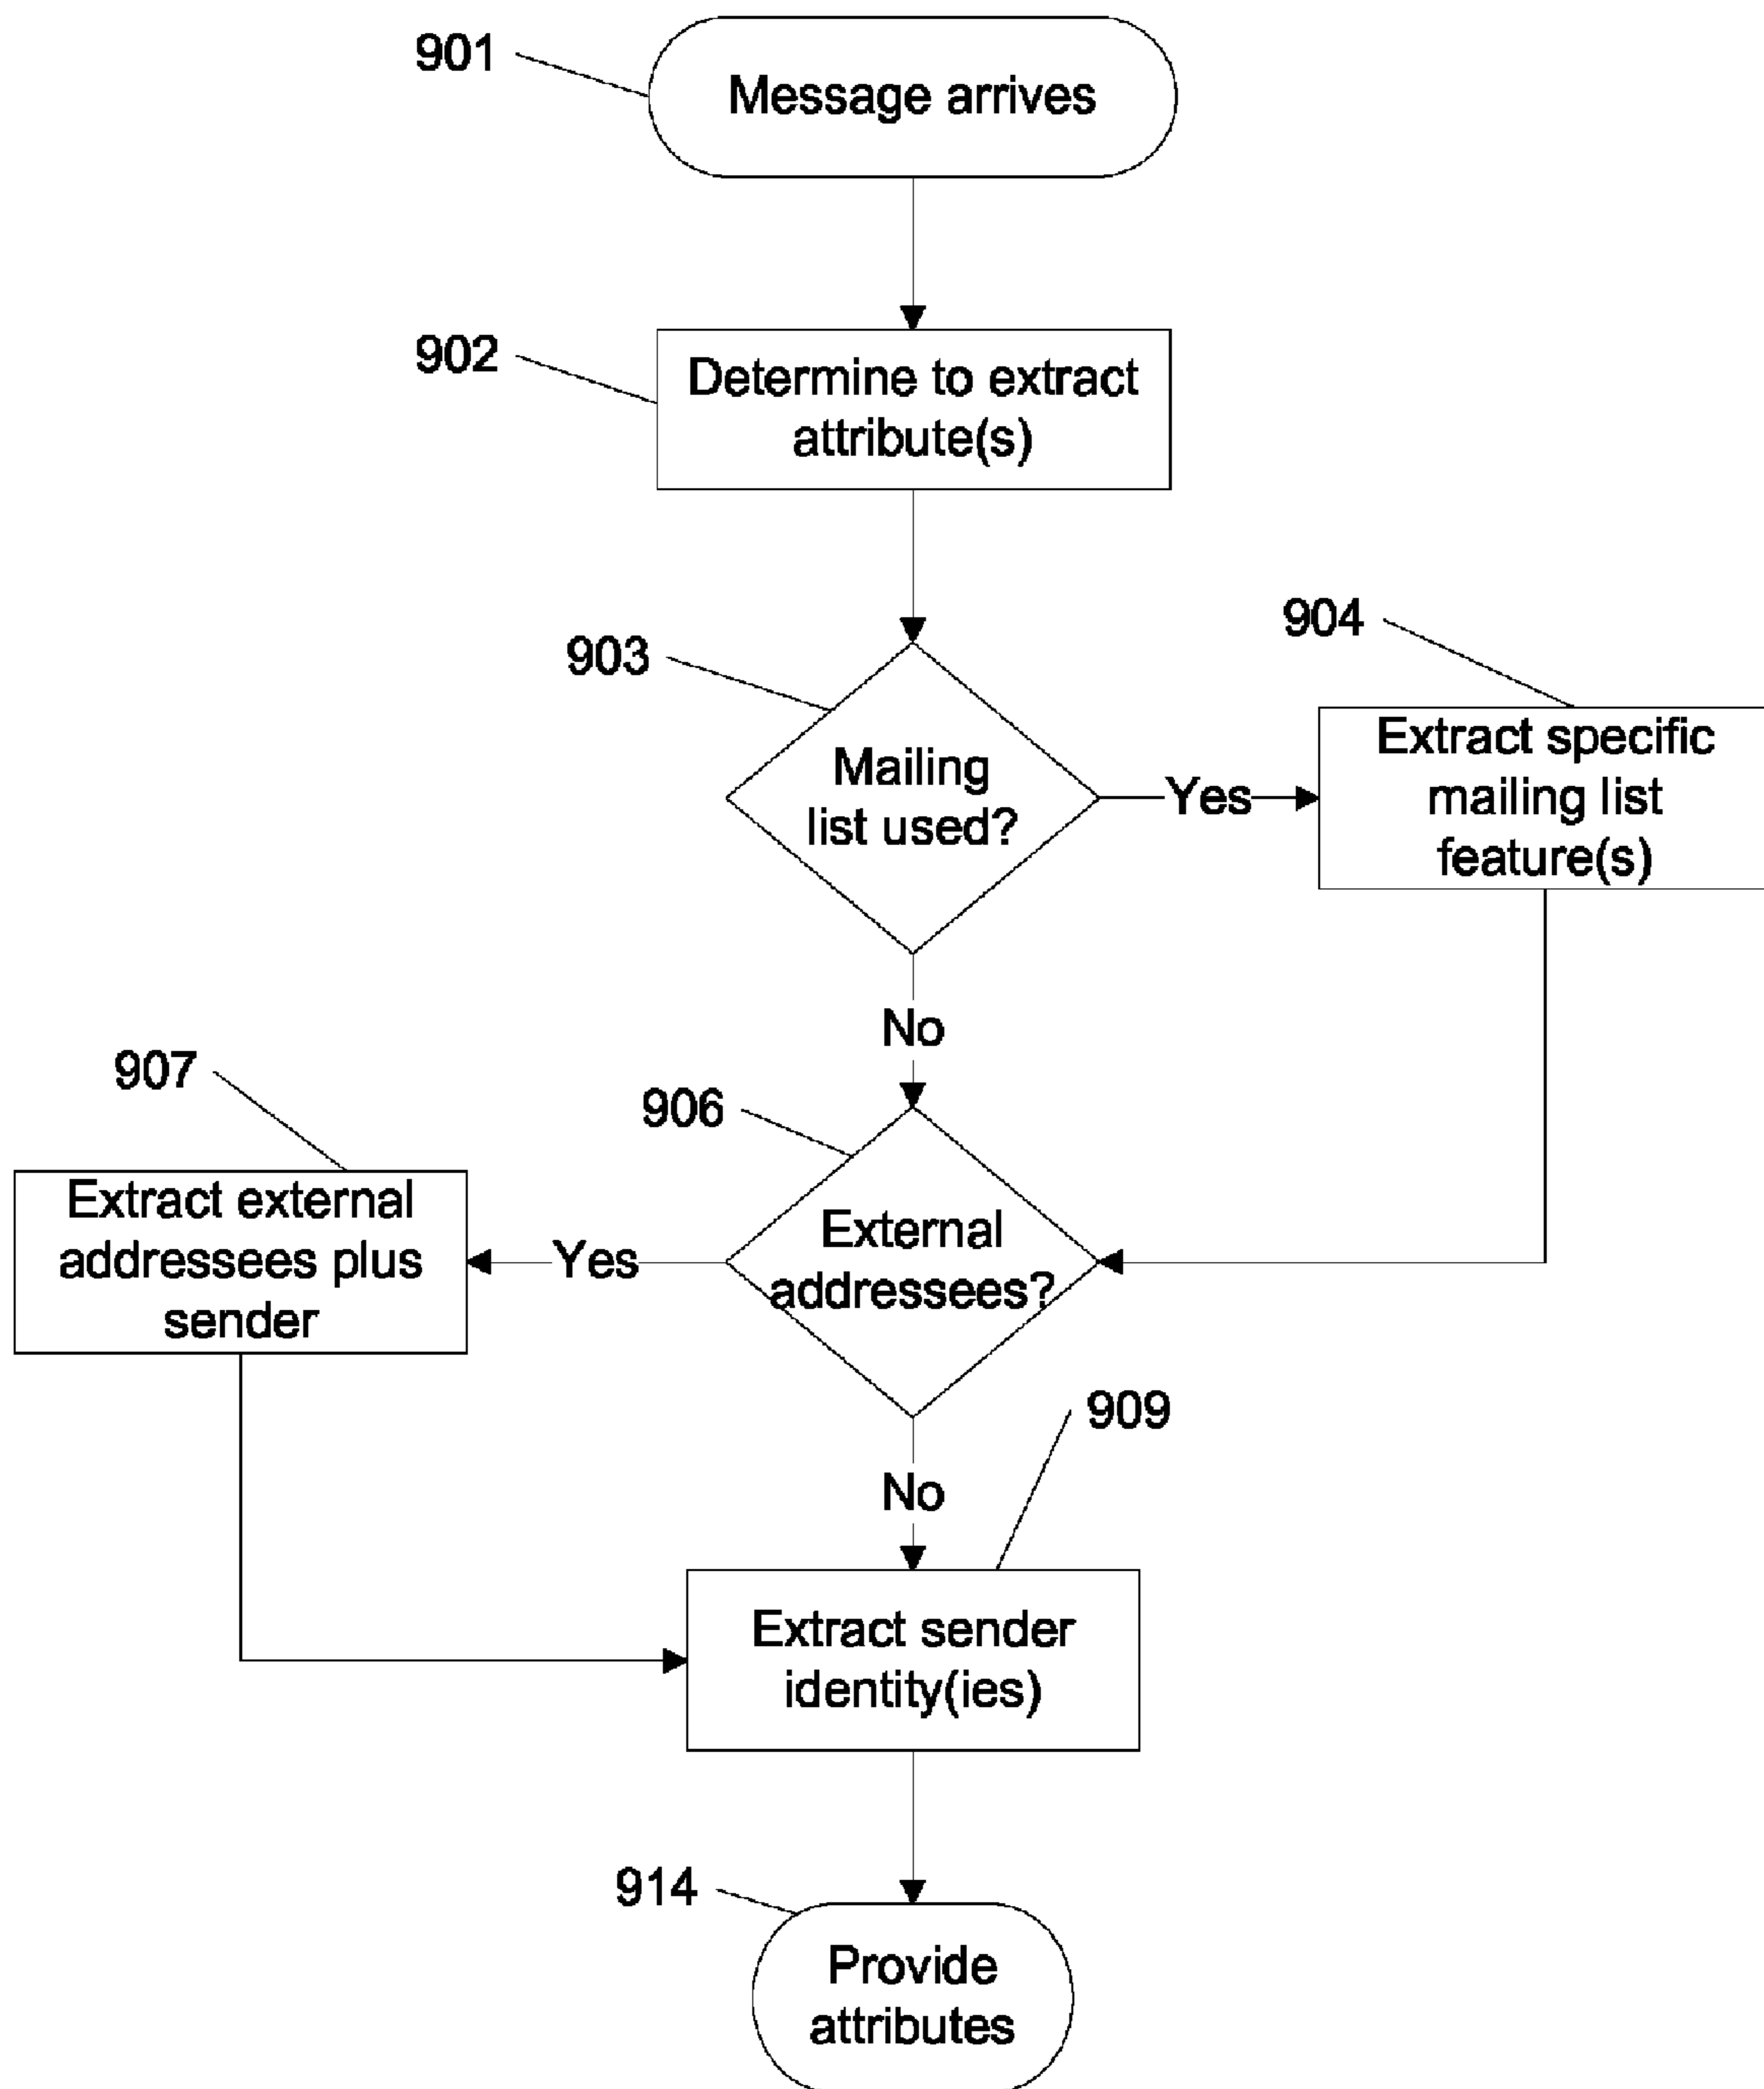 901
Message arrives
902
Determine to extract
attribute(s)
903
Mailing
list used?
Yes
904
Extract specific
mailing list
feature(s)
No
906
External
addressees?
Yes
907
Extract external
addressees plus
sender
No
909
Extract sender
identity(ies)
914
Provide
attributes